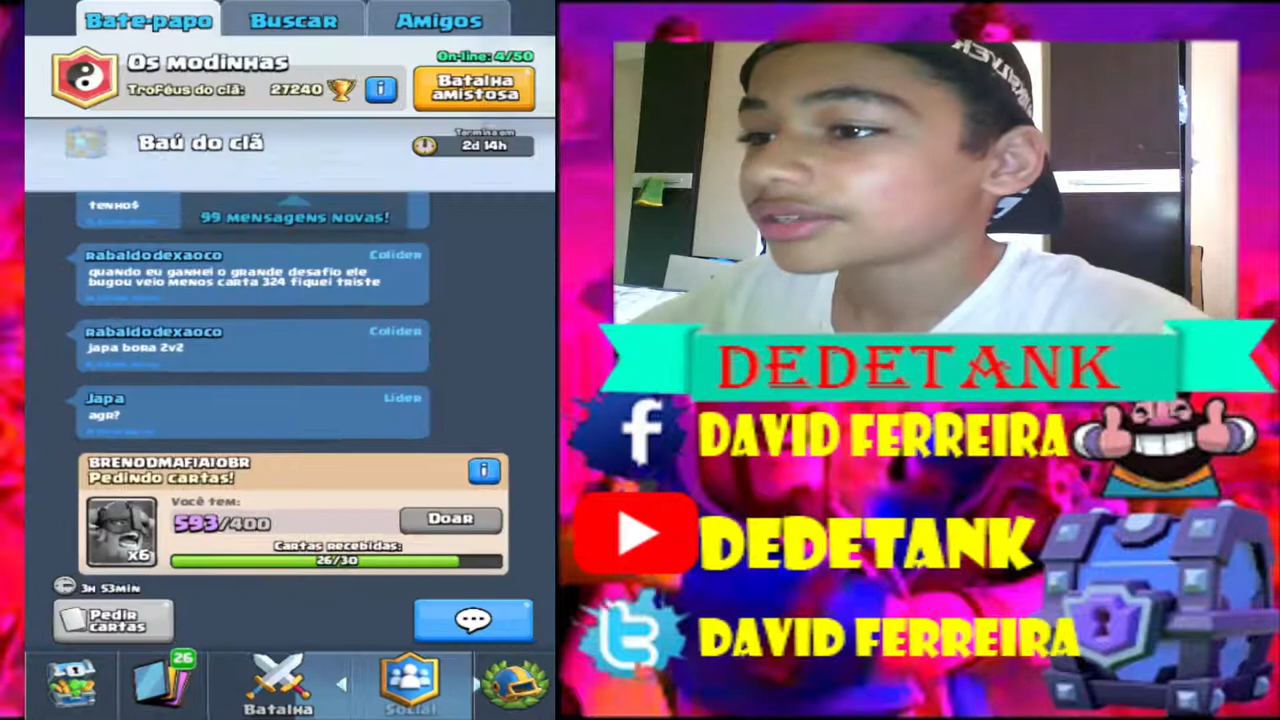 Bate-papo
Buscar
Amigos
Os modinhas
On-line: 4/50
Troféus do clã: 27240
i
Batalha
amistosa
Baú do clã
Termina em
2d 14h
tenho$
99 mensagens novas!
rabaldodexaoco
Colíder
quando eu ganhei o grande desafio ele
bugou veio menos carta 324 fiquei triste
rabaldodexaoco
Colíder
japa bora 2v2
Japa
Líder
agr?
BRENODMAFIA10BR
Pedindo cartas!
i
Você tem:
593/400
Doar
x6
Cartas recebidas:
26/30
3h 53min
Pedir
cartas
26
Batalha
Social
DEDETANK
f DAVID FERREIRA
DEDETANK
t DAVID FERREIRA